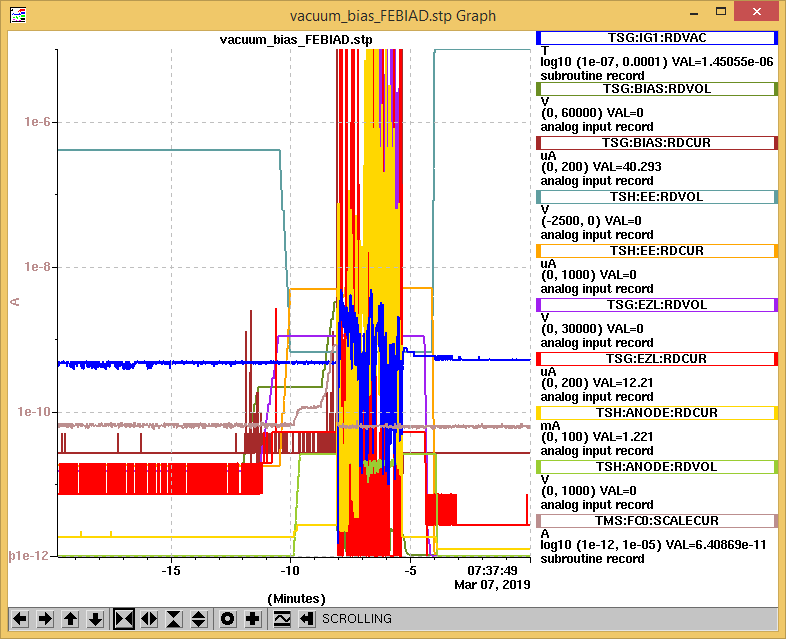 vacuum_bias_FEBIAD.stp Graph
vacuum_bias_FEBIAD.stp
1e-6
1e-8
A
1e-10
1e-12
-15
-10
-5
07:37:49
Mar 07, 2019
(Minutes)
TSG:IG1:RDVAC
T
log10 (1e-07, 0.0001) VAL=1.45055e-06
subroutine record
TSG:BIAS:RDVOL
V
(0, 60000) VAL=0
analog input record
TSG:BIAS:RDCUR
uA
(0, 200) VAL=40.293
analog input record
TSH:EE:RDVOL
V
(-2500, 0) VAL=0
analog input record
TSH:EE:RDCUR
uA
(0, 1000) VAL=0
analog input record
TSG:EZL:RDVOL
V
(0, 30000) VAL=0
analog input record
TSG:EZL:RDCUR
uA
(0, 200) VAL=12.21
analog input record
TSH:ANODE:RDCUR
mA
(0, 100) VAL=1.221
analog input record
TSH:ANODE:RDVOL
V
(0, 1000) VAL=0
analog input record
TMS:FC0:SCALECUR
A
log10 (1e-12, 1e-05) VAL=6.40869e-11
subroutine record
SCROLLING